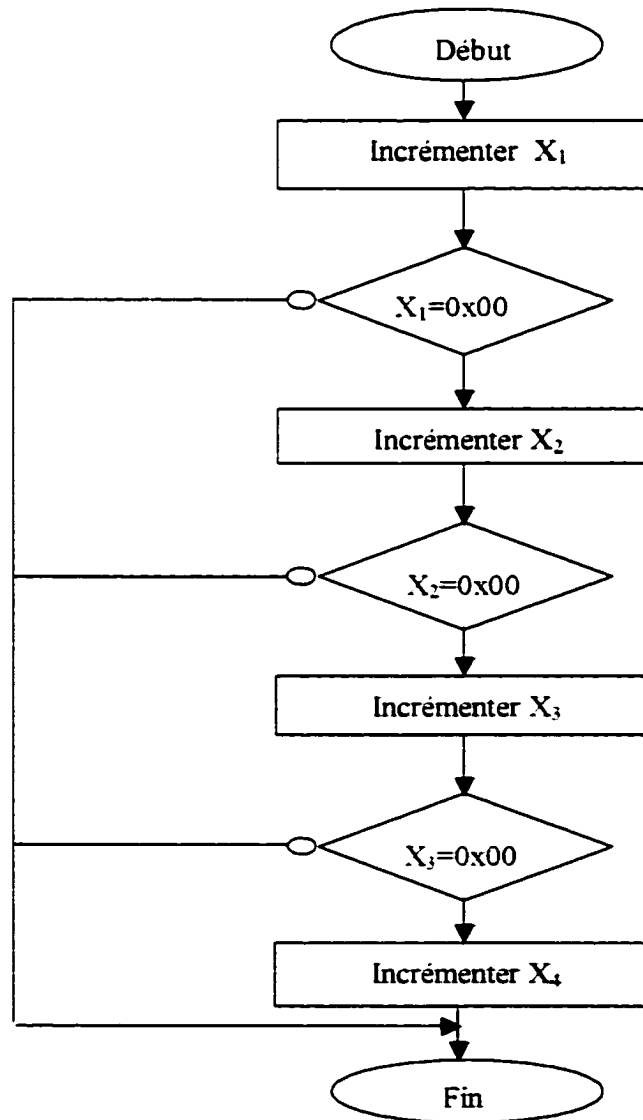 Début
Incrémenter X₁
X₁=0x00
Incrémenter X₂
X₂=0x00
Incrémenter X₃
X₃=0x00
Incrémenter X₄
Fin